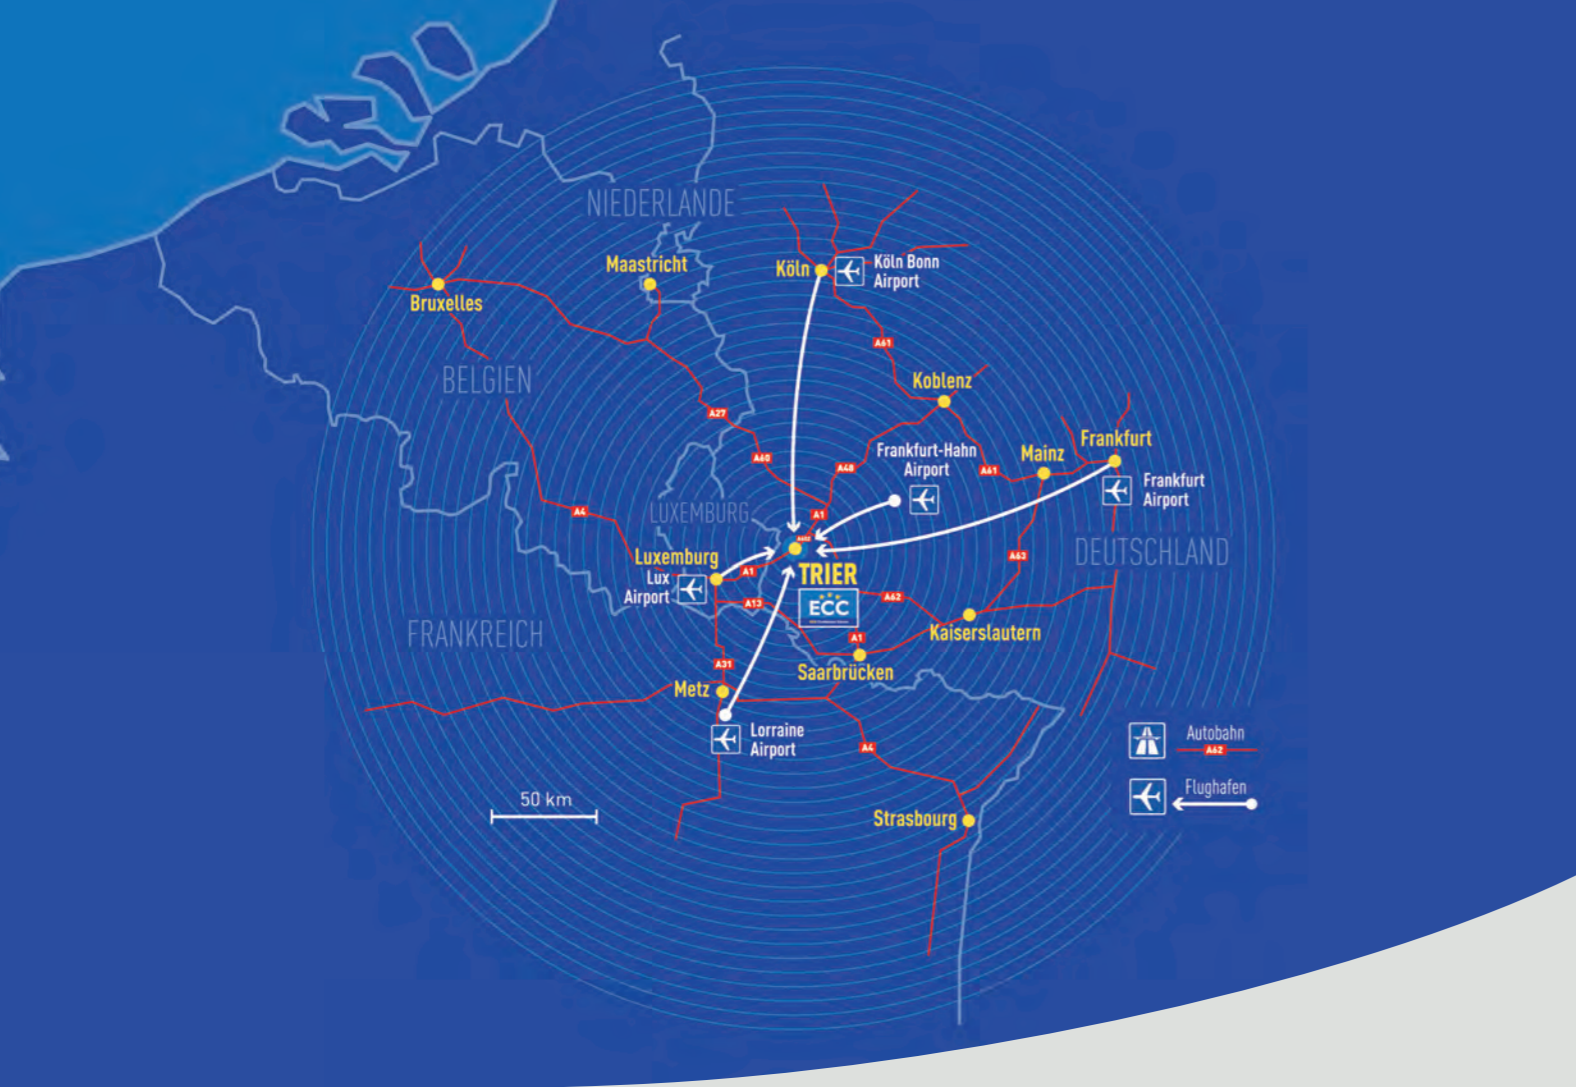 NIEDERLANDE
Maastricht
Köln
Köln Bonn
Airport
Bruxelles
A61
BELGIEN
Koblenz
A27
Frankfurt
Mainz
Frankfurt-Hahn
Airport
A60
A48
A61
Frankfurt
Airport
A4
LUXEMBURG
A1
DEUTSCHLAND
Luxemburg
Lux
Airport
A1
TRIER
A63
ECC
A13
A62
FRANKREICH
A1
Kaiserslautern
A31
Saarbrücken
Metz
Lorraine
Airport
A4
Autobahn
A62
Flughafen
50 km
Strasbourg